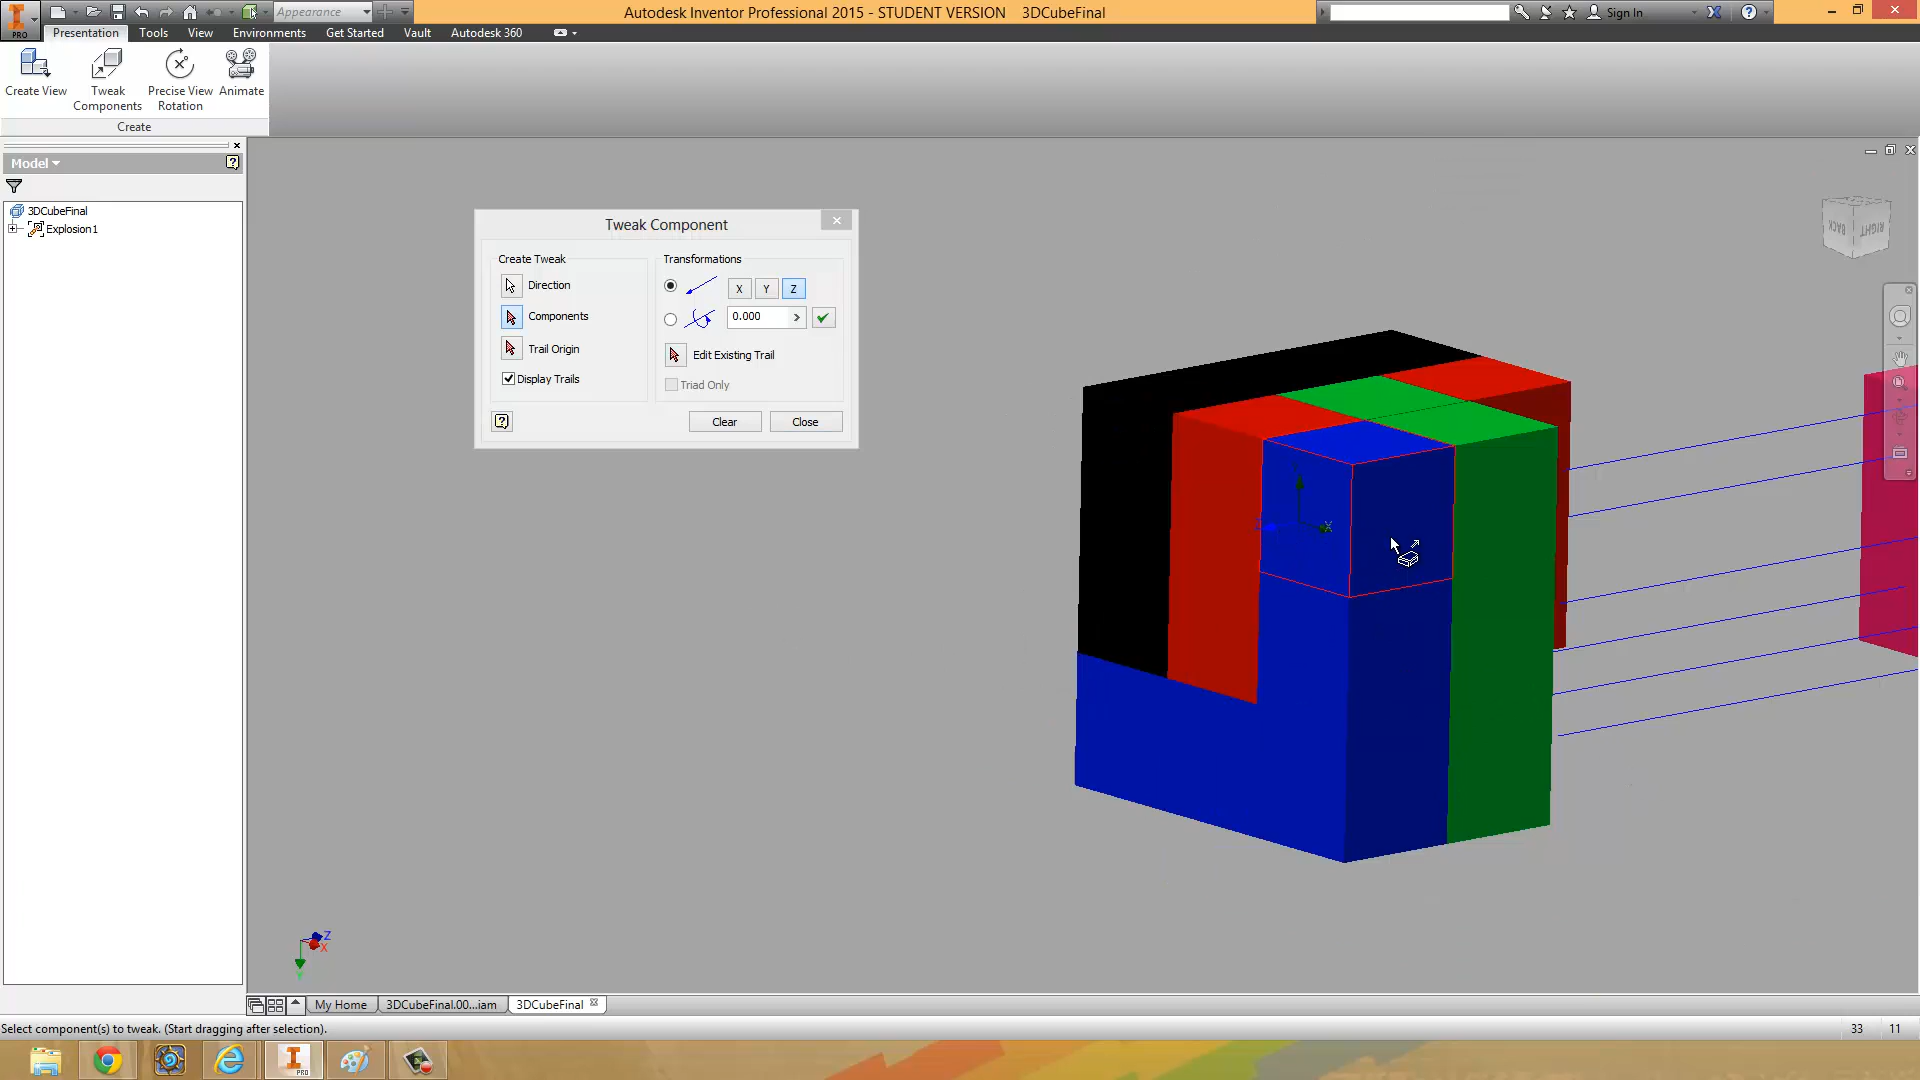 Appearance
Autodesk Inventor Professional 2015 - STUDENT VERSION 3DCubeFinal
Sign In
PRO
Presentation
Tools
View
Environments
Get Started
Vault
Autodesk 360
Create View
Tweak Components
Precise View Rotation
Animate
Create
Model
3DCubeFinal
Explosion1
Tweak Component
Create Tweak
Direction
Components
Trail Origin
Display Trails
Transformations
X
Y
Z
0.000
Edit Existing Trail
Triad Only
Clear
Close
BACK
RIGHT
Z
X
Z
X
Y
My Home
3DCubeFinal.00...iam
3DCubeFinal
Select component(s) to tweak. (Start dragging after selection).
33
11
PRO